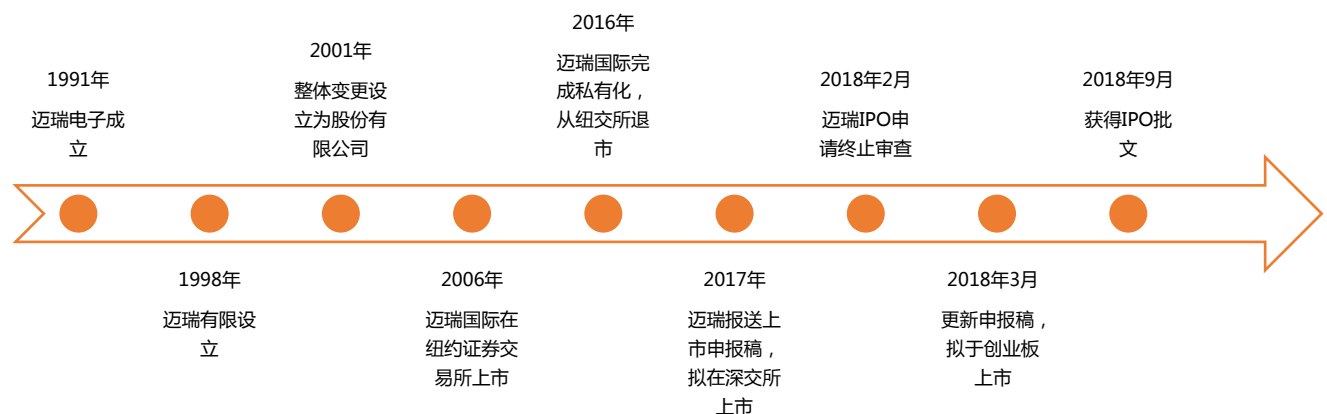 1991年
迈瑞电子成
立
1998年
迈瑞有限设
立
2001年
整体变更设
立为股份有
限公司
2006年
迈瑞国际在
纽约证券交
易所上市
2016年
迈瑞国际完
成私有化，
从纽交所退
市
2017年
迈瑞报送上
市申报稿，
拟在深交所
上市
2018年2月
迈瑞IPO申
请终止审查
2018年3月
更新申报稿，
拟于创业板
上市
2018年9月
获得IPO批
文